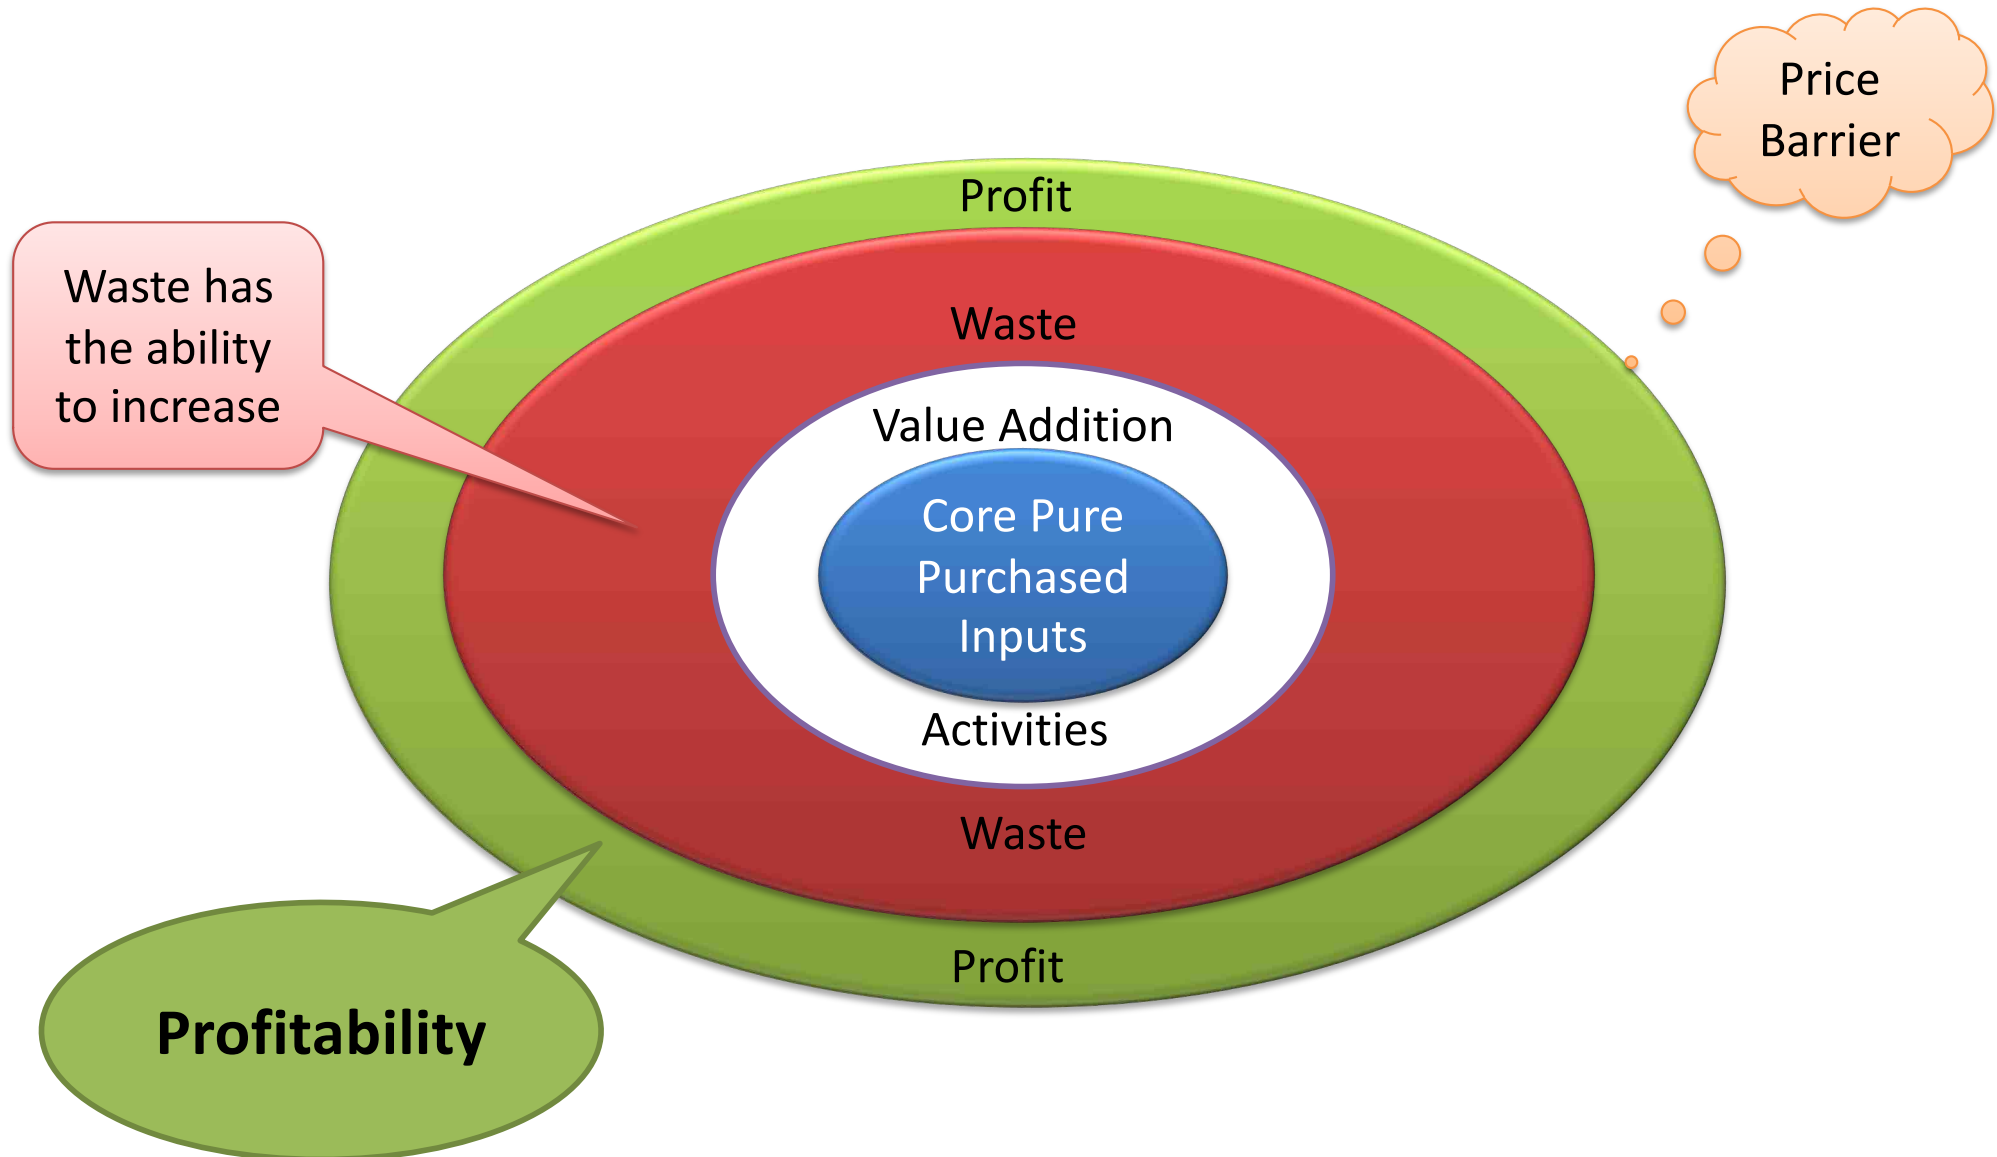 Price
Barrier
Profit
Waste has
the ability
to increase
Waste
Value Addition
Core Pure
Purchased
Inputs
Activities
Waste
Profit
Profitability